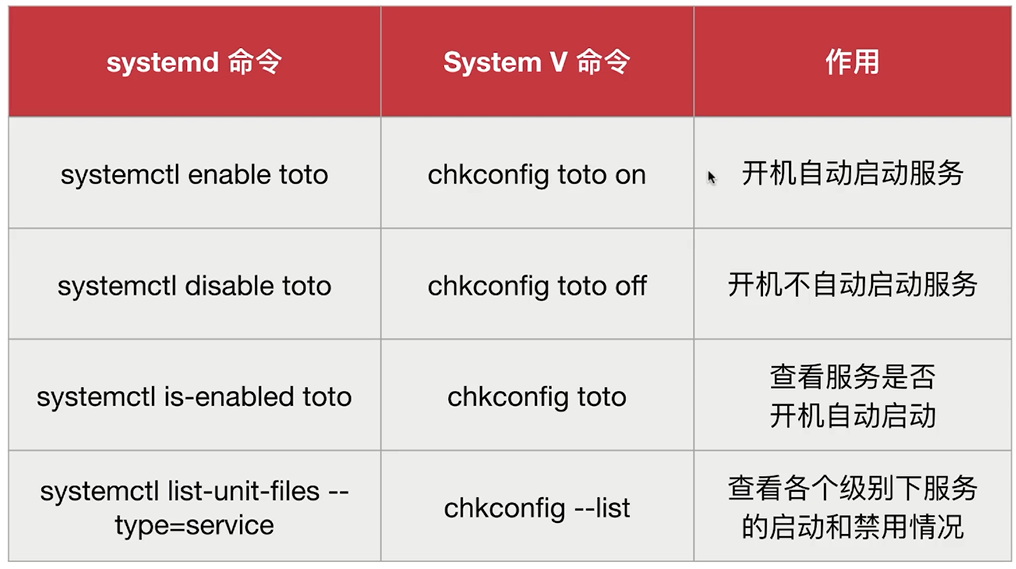 systemd 命令
System V 命令
作用
systemctl enable toto
chkconfig toto on
开机自动启动服务
systemctl disable toto
chkconfig toto off
开机不自动启动服务
systemctl is-enabled toto
chkconfig toto
查看服务是否
开机自动启动
systemctl list-unit-files --
type=service
chkconfig --list
查看各个级别下服务
的启动和禁用情况